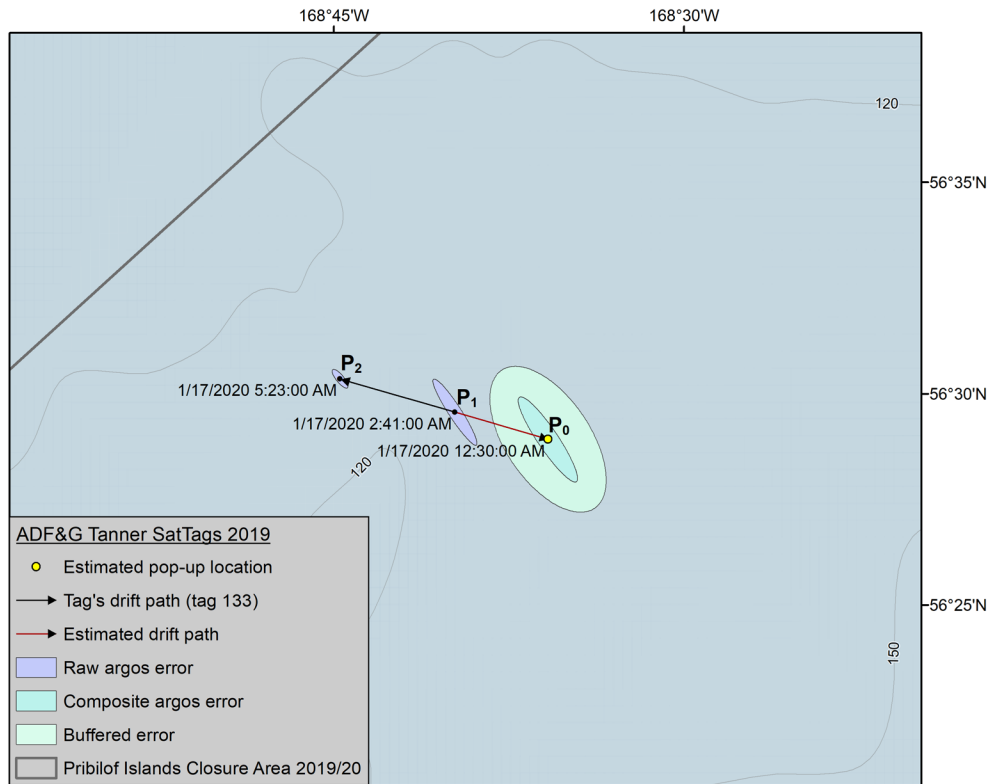 168°45'W
168°30'W
120
56°35'N
P2
1/17/2020 5:23:00 AM
56°30'N
P1
1/17/2020 2:41:00 AM
P0
1/17/2020 12:30:00 AM
120
ADF&G Tanner SatTags 2019
Estimated pop-up location
Tag's drift path (tag 133)
56°25'N
Estimated drift path
150
Raw argos error
Composite argos error
Buffered error
Pribilof Islands Closure Area 2019/20